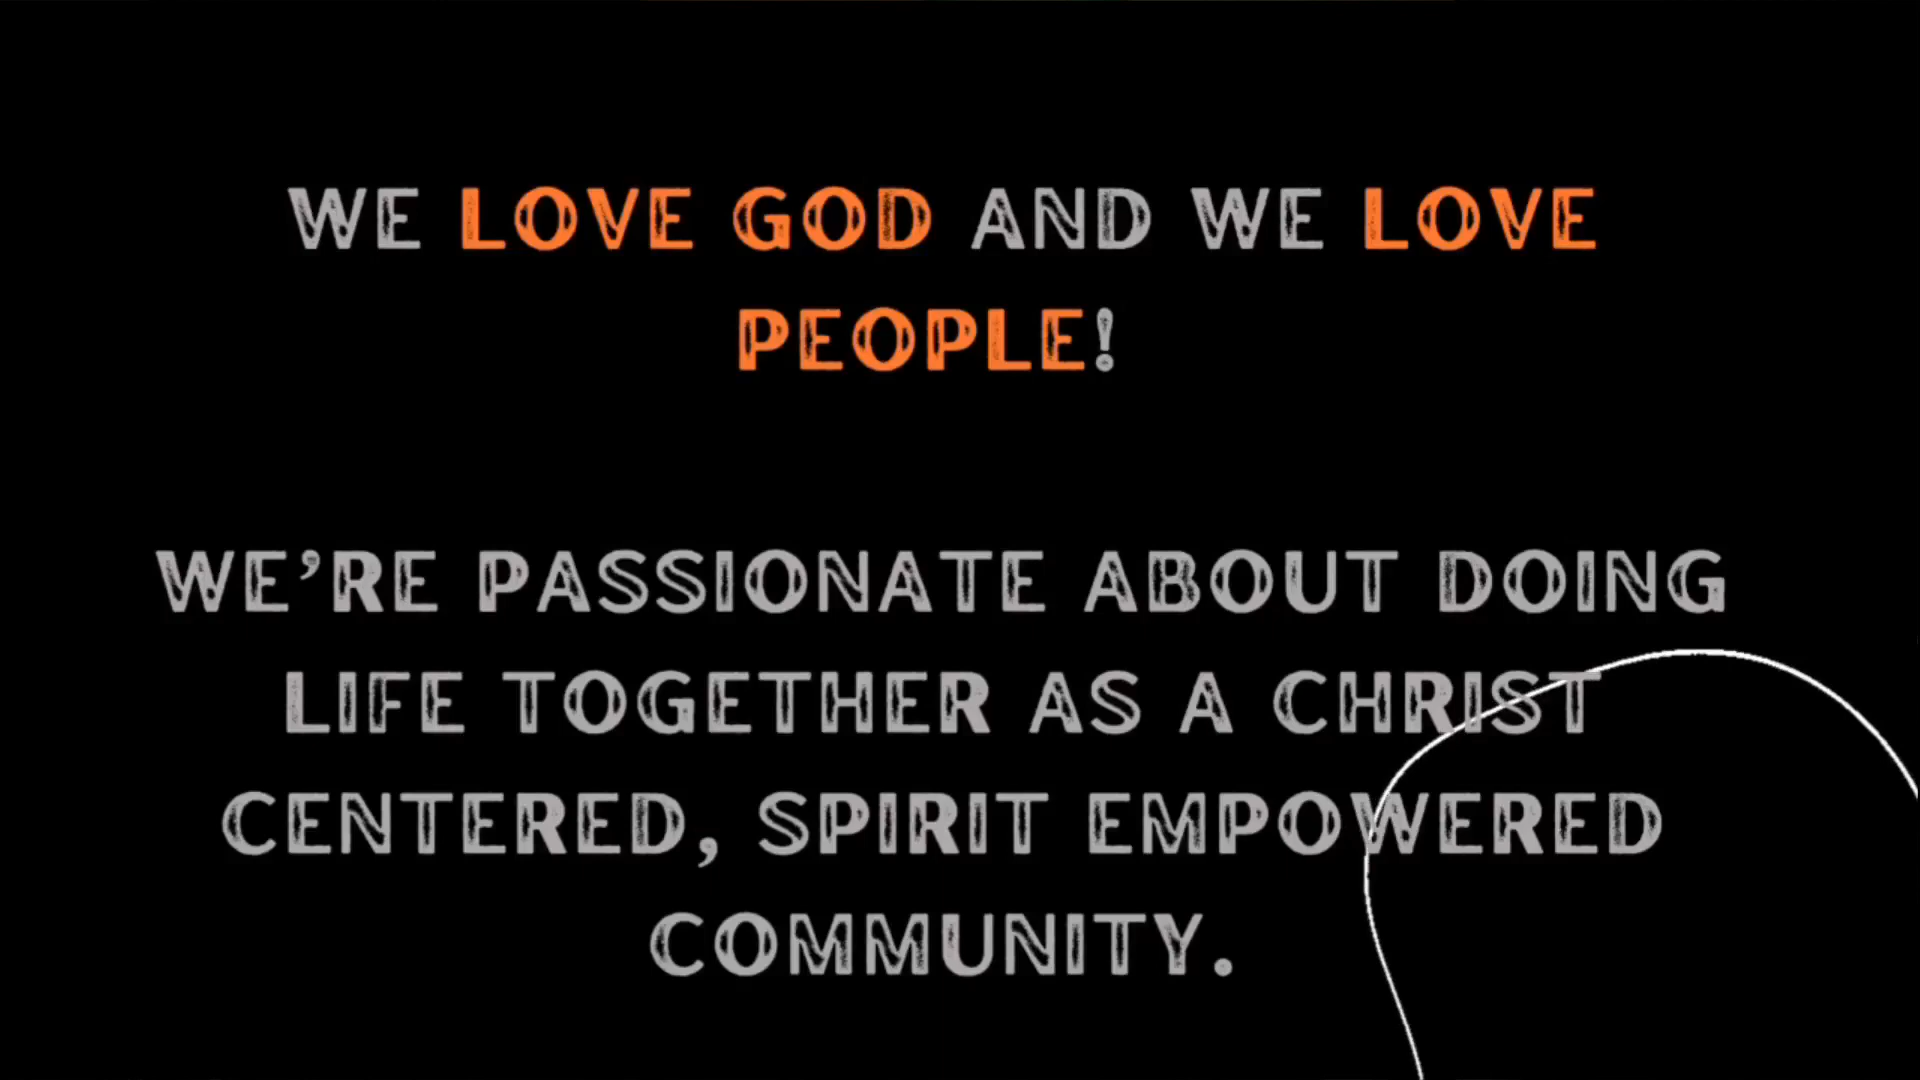 WE LOVE GOD AND WE LOVE
PEOPLE!
WE’RE PASSIONATE ABOUT DOING
LIFE TOGETHER AS A CHRIST
CENTERED, SPIRIT EMPOWERED
COMMUNITY.